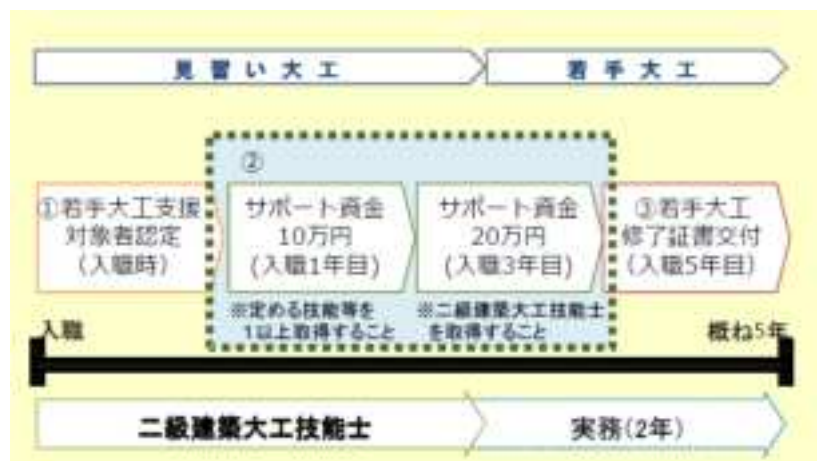 見習い大工
若手大工
②
①若手大工支援
対象者認定
(入職時)
サポート資金
10万円
(入職1年目)
※定める技能等を
1以上取得すること
サポート資金
20万円
(入職3年目)
※二級建築大工技能士
を取得すること
③若手大工
修了証書交付
(入職5年目)
入職
概ね5年
二級建築大工技能士
実務(2年)